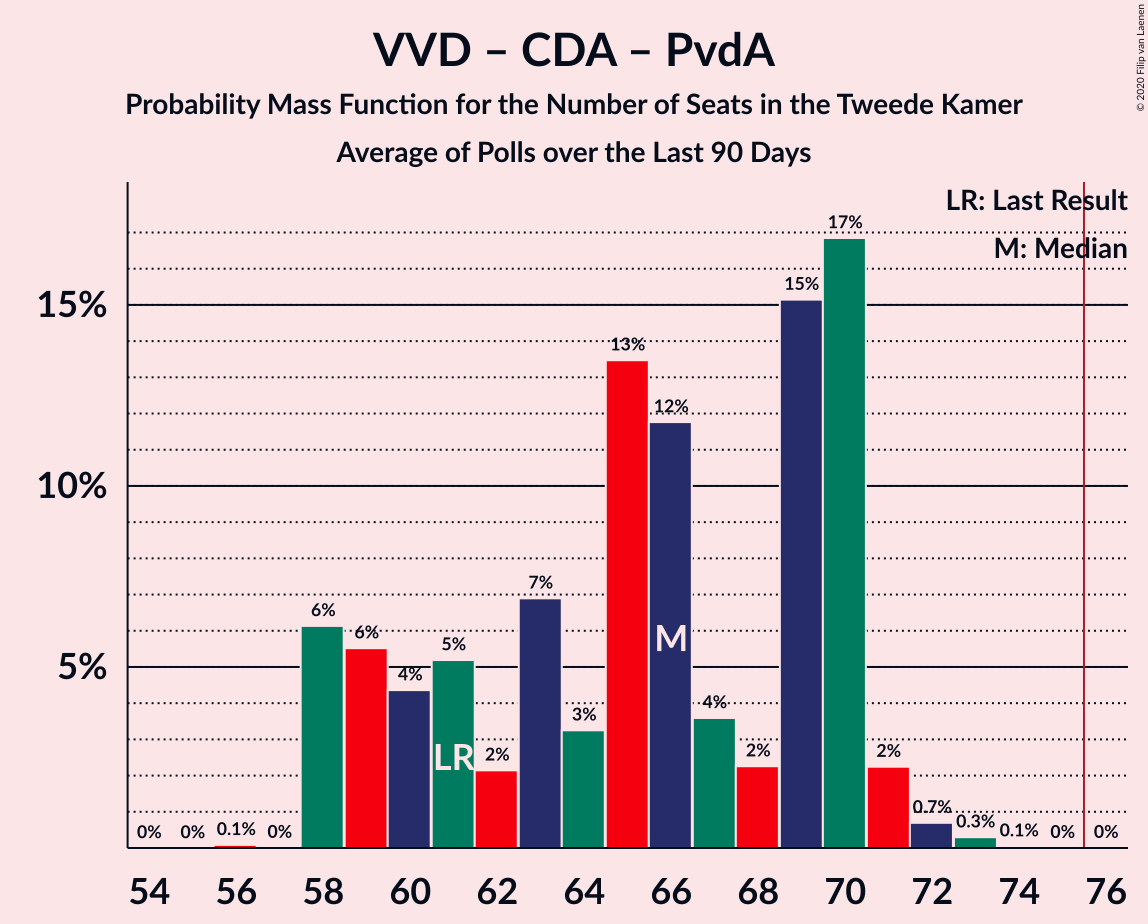 VVD – CDA – PvdA
Probability Mass Function for the Number of Seats in the Tweede Kamer
Average of Polls over the Last 90 Days
© 2020 Filip van Laenen
LR: Last Result
M: Median
17%
15%
15%
13%
12%
10%
7%
6%
6%
5%
5%
4%
4%
3%
2%
2%
2%
M
LR
0%
0%
0.1%
0%
0.7%
0.3%
0.1%
0%
0%
54 56 58 60 62 64 66 68 70 72 74 76